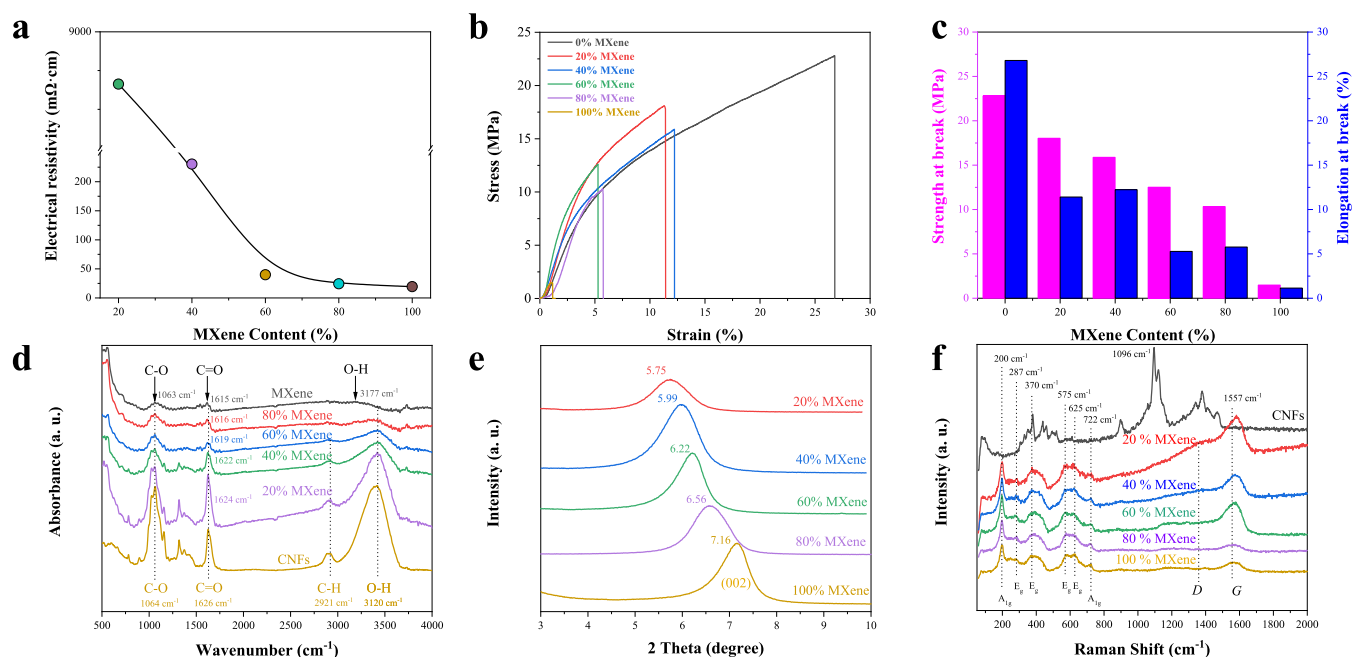 a
9000
200
150
100
50
25
0
20
40
60
80
100
Electrical resistivity (mΩ·cm)
MXene Content (%)
b
0% MXene
20% MXene
40% MXene
60% MXene
80% MXene
100% MXene
25
20
15
10
5
0
0
5
10
15
20
25
30
Stress (MPa)
Strain (%)
c
30
25
20
15
10
5
0
30
25
20
15
10
5
0
0
20
40
60
80
100
Strength at break (MPa)
Elongation at break (%)
MXene Content (%)
d
C-O
C=O
O-H
1063 cm-1
1615 cm-1
MXene
3177 cm-1
1616 cm-1
80% MXene
1619 cm-1
60% MXene
1622 cm-1
40% MXene
1624 cm-1
20% MXene
CNFs
C-O
C=O
C-H
O-H
1064 cm-1
1626 cm-1
2921 cm-1
3120 cm-1
500
1000
1500
2000
2500
3000
3500
4000
Absorbance (a. u.)
Wavenumber (cm-1)
e
5.75
20% MXene
5.99
40% MXene
6.22
60% MXene
6.56
80% MXene
7.16
(002)
100% MXene
3
4
5
6
7
8
9
10
Intensity (a. u.)
2 Theta (degree)
f
200 cm-1
287 cm-1
370 cm-1
575 cm-1
625 cm-1
722 cm-1
1096 cm-1
1557 cm-1
CNFs
20 % MXene
40 % MXene
60 % MXene
80 % MXene
100 % MXene
A1g
Eg
Eg
Eg
Eg
A1g
D
G
200
400
600
800
1000
1200
1400
1600
1800
2000
Intensity (a. u.)
Raman Shift (cm-1)